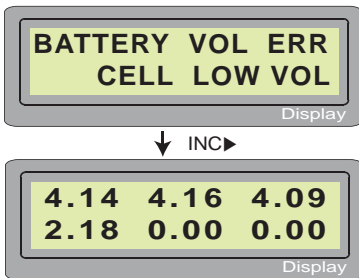 BATTERY VOL ERR
CELL LOW VOL
Display
INC▶
4.14 4.16 4.09
2.18 0.00 0.00
Display